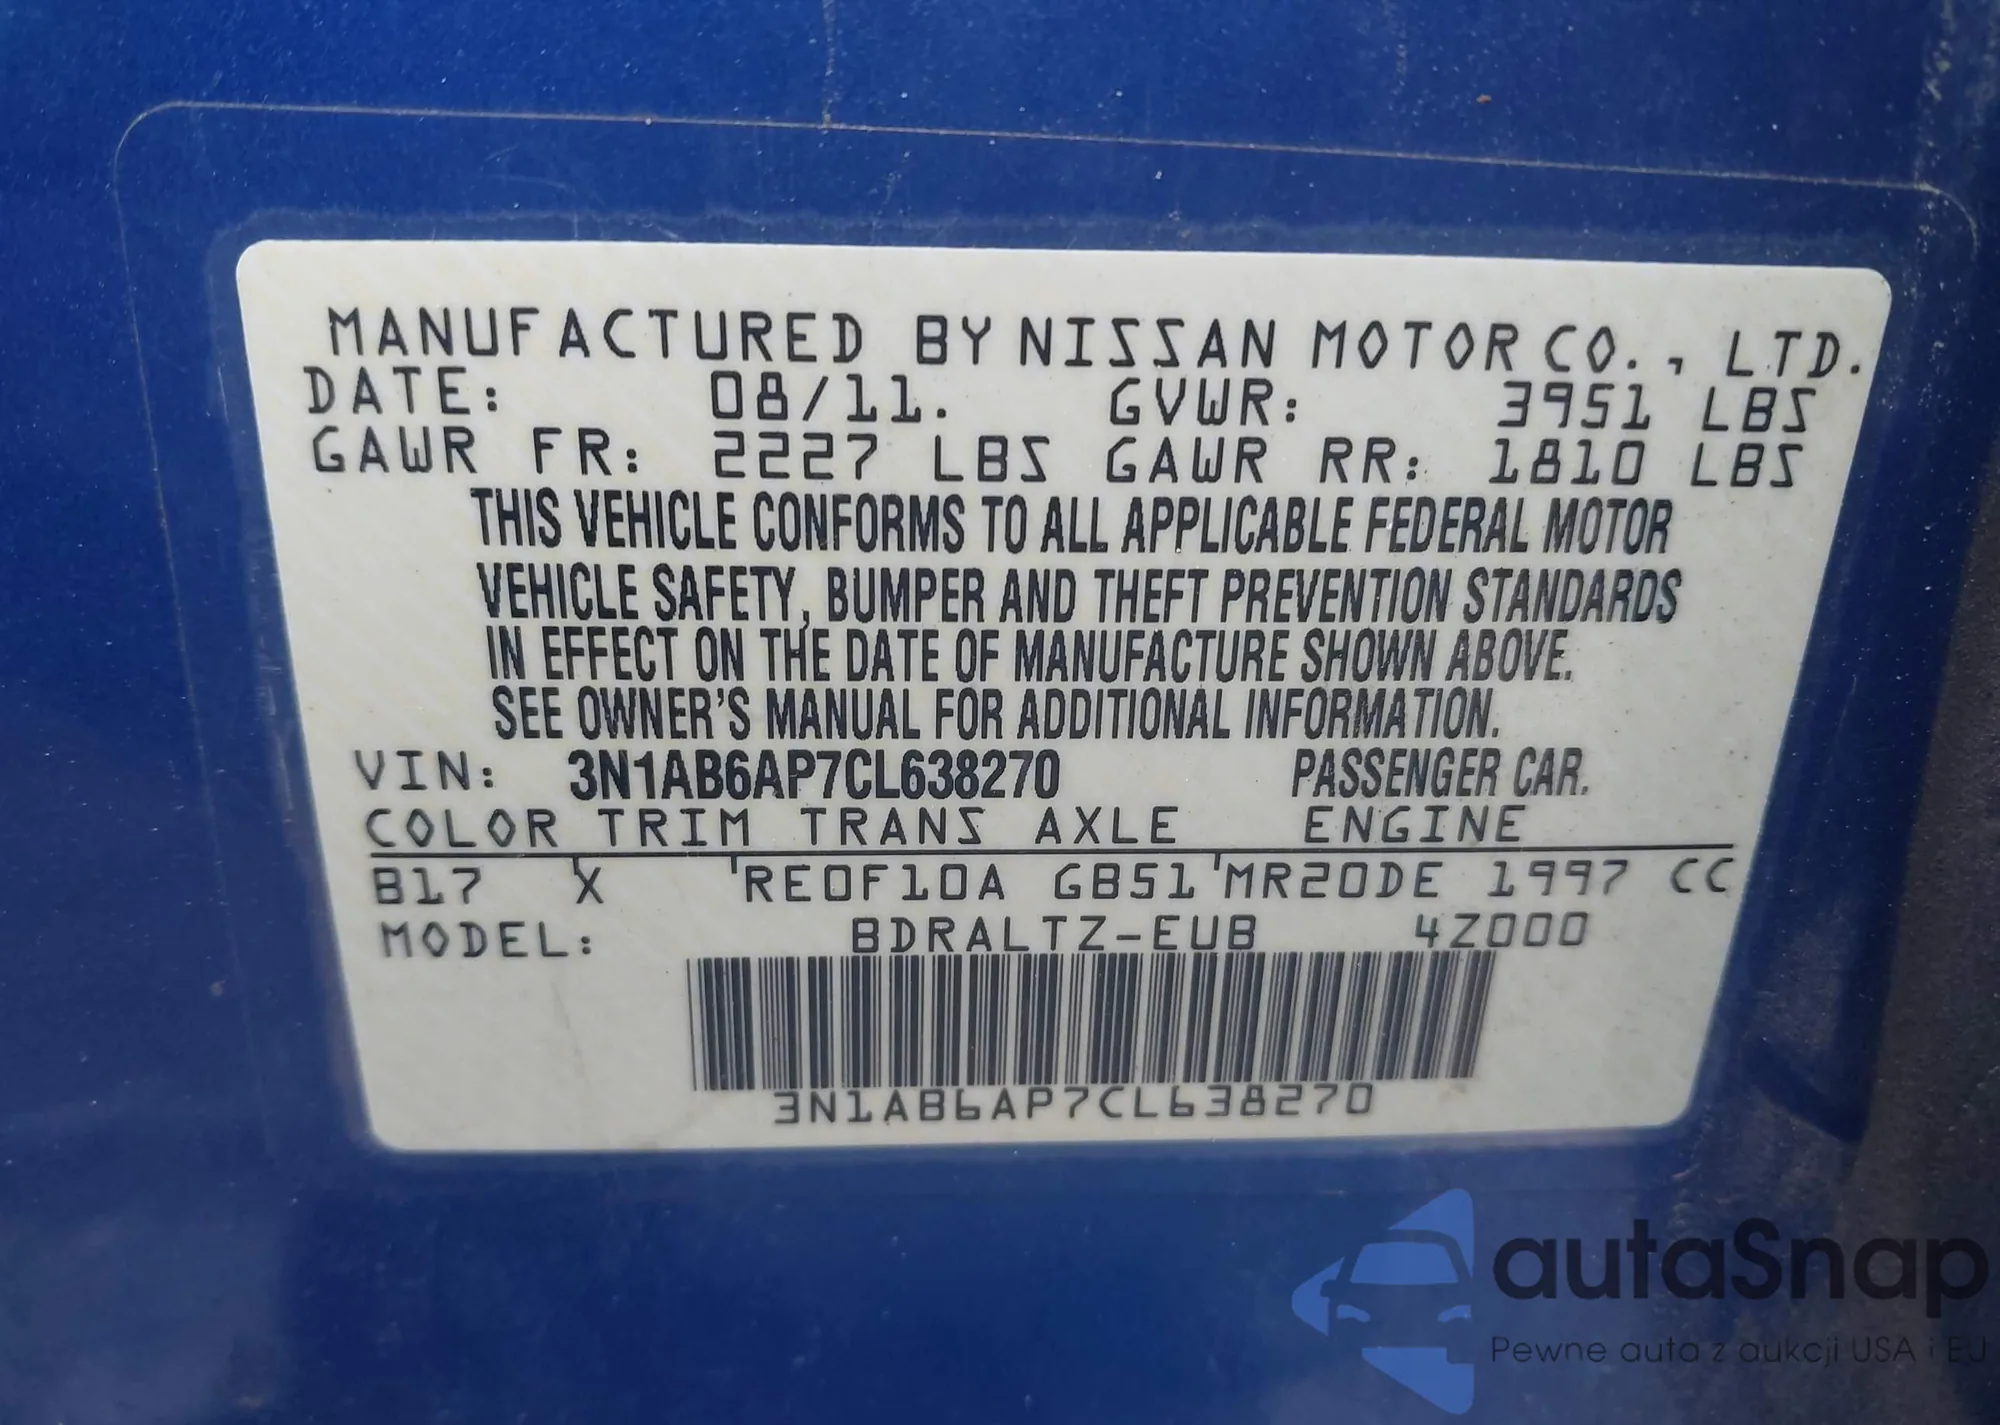 MANUFACTURED BY NISSAN MOTOR CO., LTD.
DATE: 08/11. GVWR: 3951 LBS
GAWR FR: 2227 LBS GAWR RR: 1810 LBS
THIS VEHICLE CONFORMS TO ALL APPLICABLE FEDERAL MOTOR
VEHICLE SAFETY, BUMPER AND THEFT PREVENTION STANDARDS
IN EFFECT ON THE DATE OF MANUFACTURE SHOWN ABOVE.
SEE OWNER'S MANUAL FOR ADDITIONAL INFORMATION.
VIN: 3N1AB6AP7CL638270 PASSENGER CAR.
COLOR TRIM TRANS AXLE ENGINE
B17 'X 'RE0F10A GB51 'MR20DE 1997 CC
MODEL: BDRALTZ-EUB 4Z000
3N1AB6AP7CL638270
autaSnap
Pewne auta z aukcji USA i EU